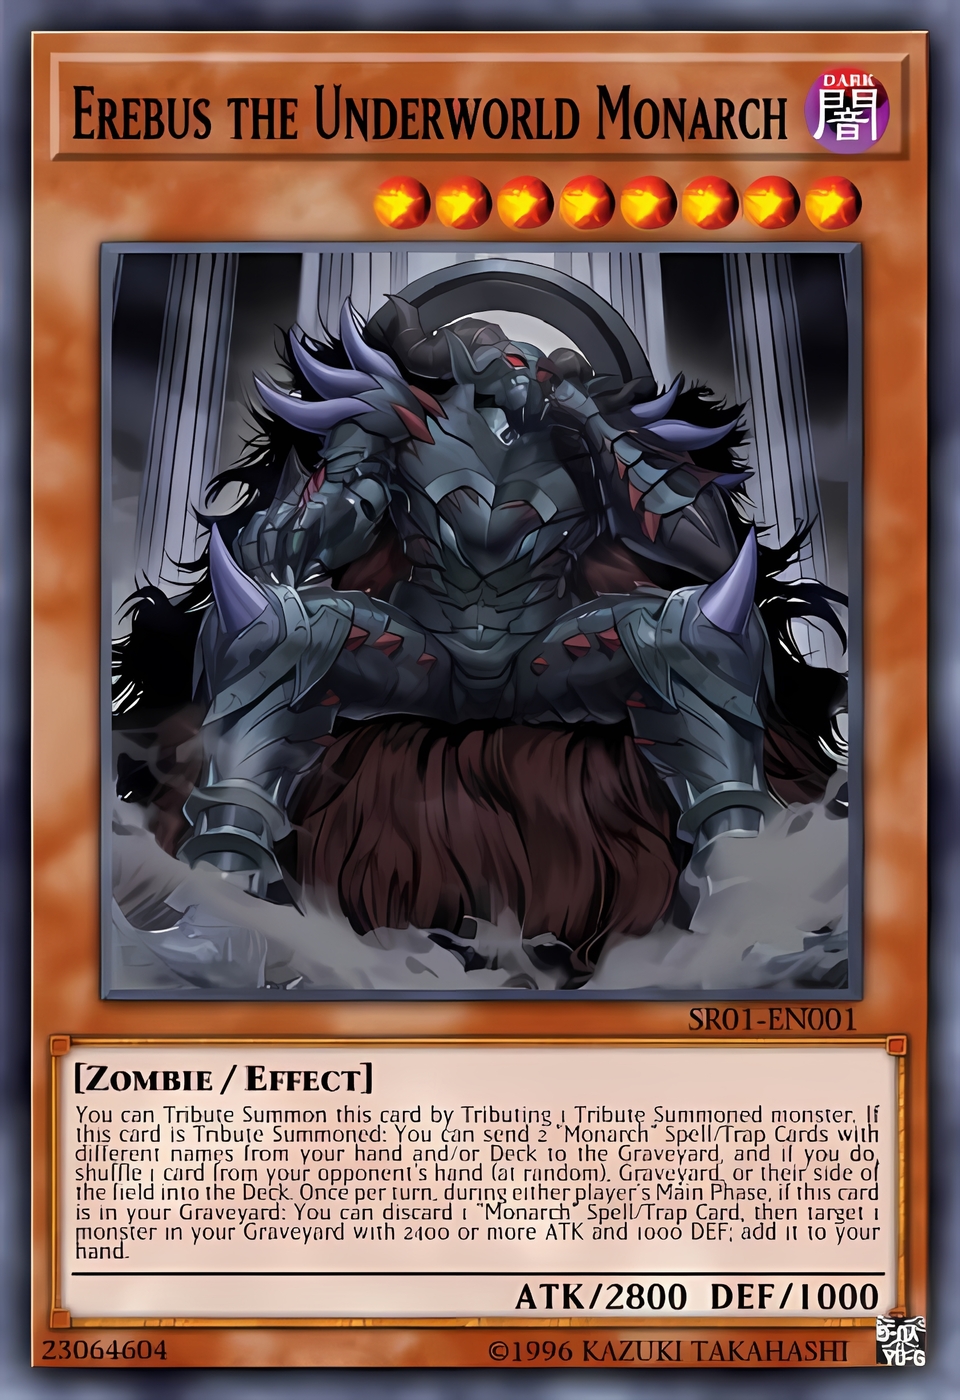 Erebus the Underworld Monarch
DARK
闇
SR01-EN001
[Zombie / Effect]
You can Tribute Summon this card by Tributing 1 Tribute Summoned monster. If
this card is Tribute Summoned: You can send 2 "Monarch" Spell/Trap Cards with
different names from your hand and/or Deck to the Graveyard, and if you do,
shuffle 1 card from your opponent's hand (at random), Graveyard, or their side of
the field into the Deck. Once per turn, during either player's Main Phase, if this card
is in your Graveyard: You can discard 1 "Monarch" Spell/Trap Card, then target 1
monster in your Graveyard with 2400 or more ATK and 1000 DEF; add it to your
hand.
ATK/2800 DEF/1000
23064604
©1996 KAZUKI TAKAHASHI